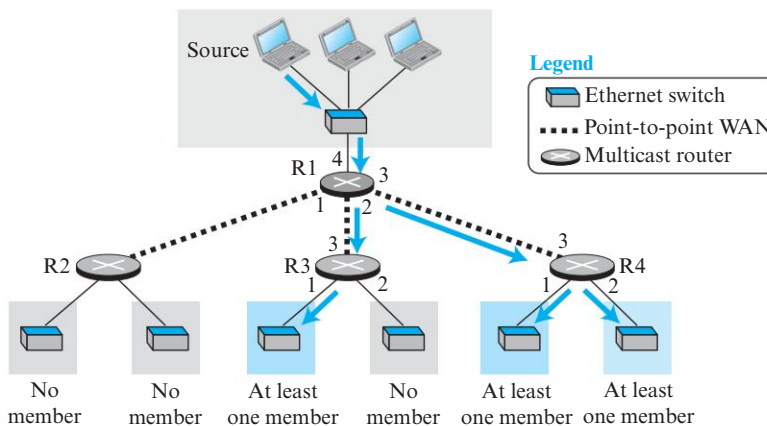 Source
Legend
Ethernet switch
Point-to-point WAN
Multicast router
4
R1
3
1
2
R2
R3
3
1
2
3
R4
1
2
No
member
No
member
At least
one member
No
member
At least
one member
At least
one member